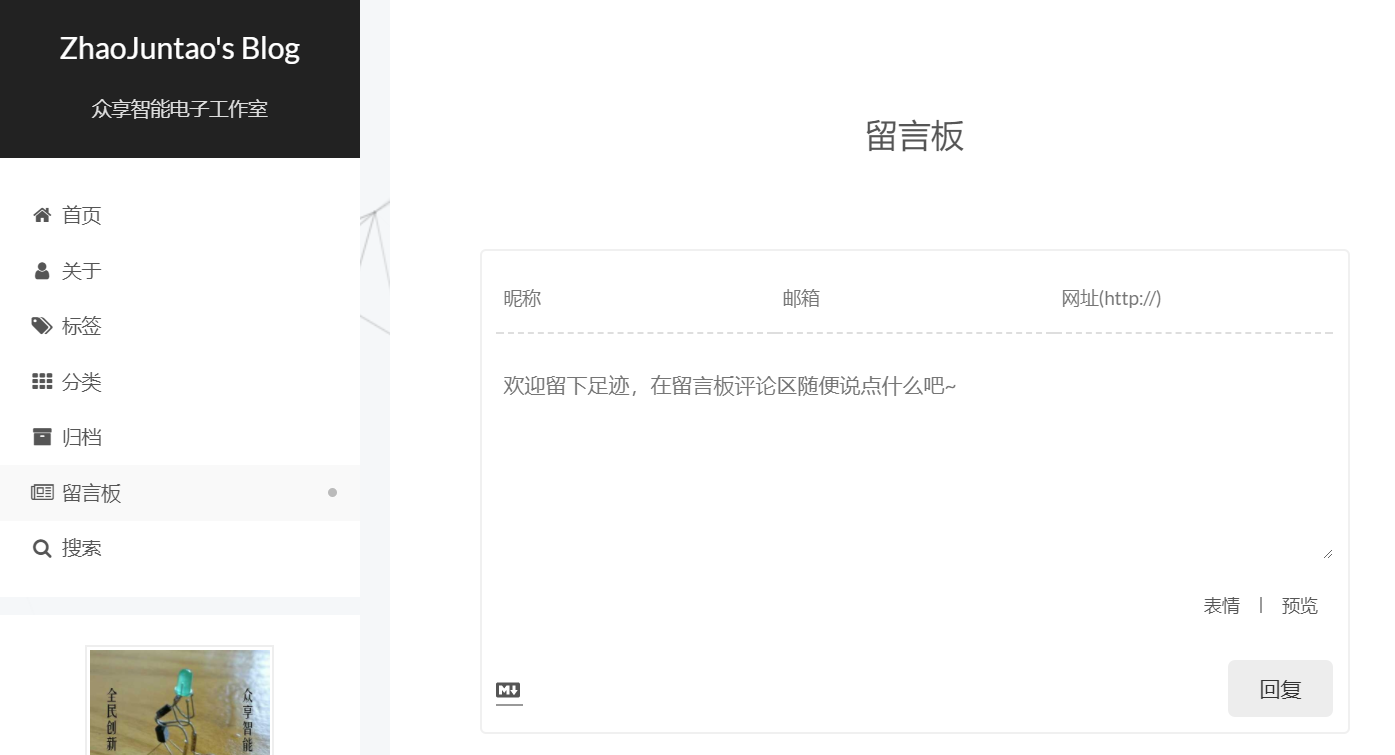 ZhaoJuntao's Blog
众享智能电子工作室
首页
关于
标签
分类
归档
留言板
搜索
全民创新
众享智能
留言板
昵称
邮箱
网址(http://)
欢迎留下足迹，在留言板评论区随便说点什么吧~
表情 | 预览
M
回复